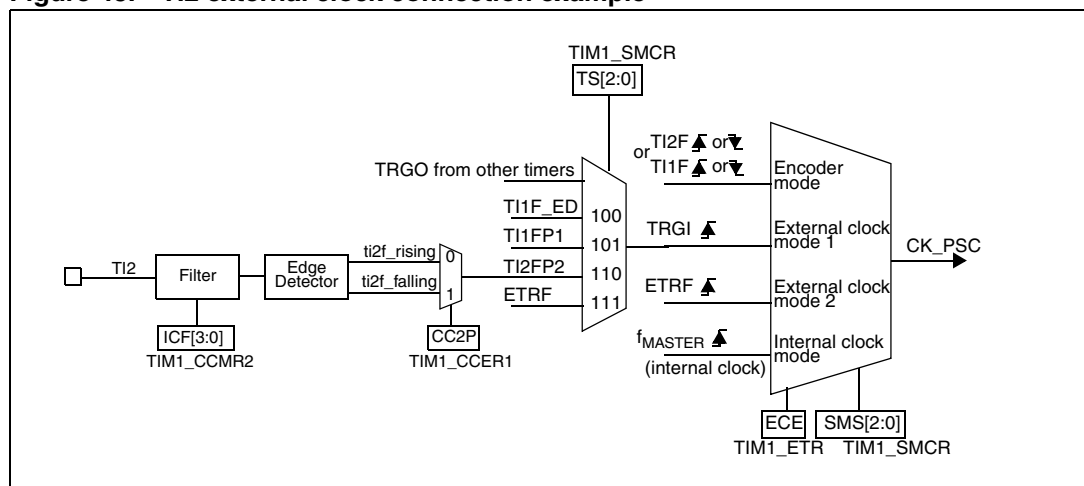 Figure 43. TI2 external clock connection example
TIM1_SMCR
TS[2:0]
TRGO from other timers
TI1F_ED
100
TI1FP1
101
TI2FP2
110
ETRF
111
TI2
Filter
Edge
Detector
ti2f_rising
0
ti2f_falling
1
ICF[3:0]
TIM1_CCMR2
CC2P
TIM1_CCER1
or TI2F or
TI1F or
Encoder
mode
TRGI
External clock
mode 1
ETRF
External clock
mode 2
fMASTER
(internal clock)
Internal clock
mode
CK_PSC
ECE
TIM1_ETR
SMS[2:0]
TIM1_SMCR